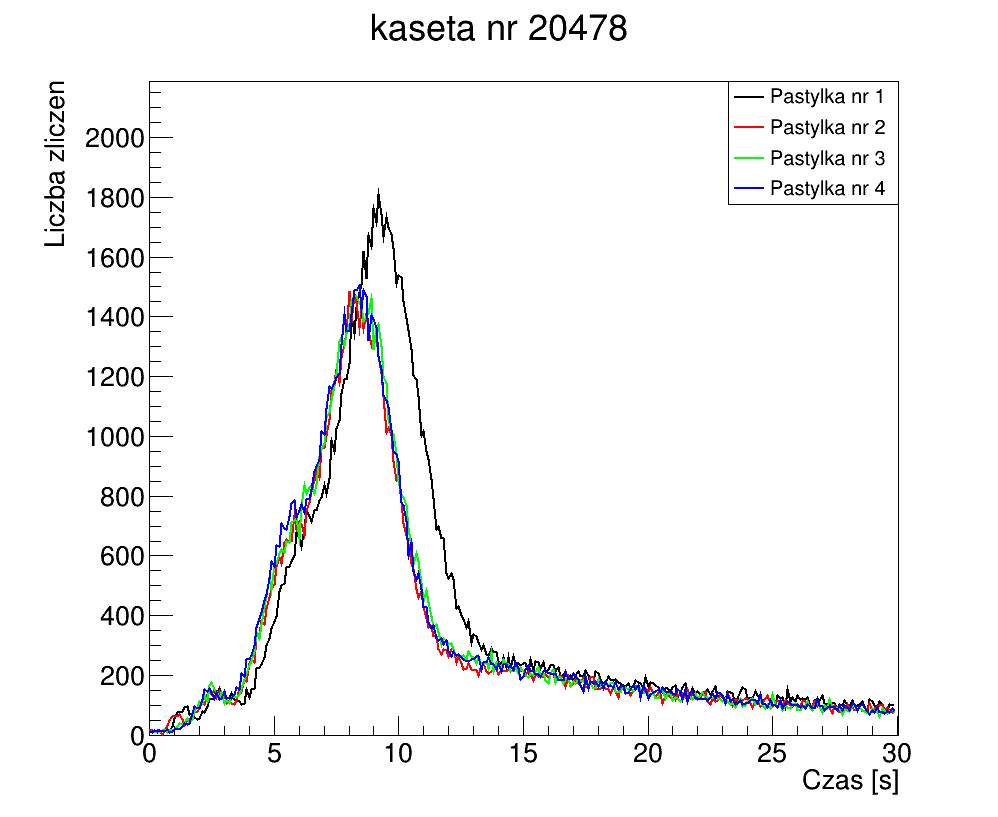 kaseta nr 20478
Liczba zliczen
Pastylka nr 1
Pastylka nr 2
Pastylka nr 3
Pastylka nr 4
2000
1800
1600
1400
1200
1000
800
600
400
200
0
0 5 10 15 20 25 30
Czas [s]